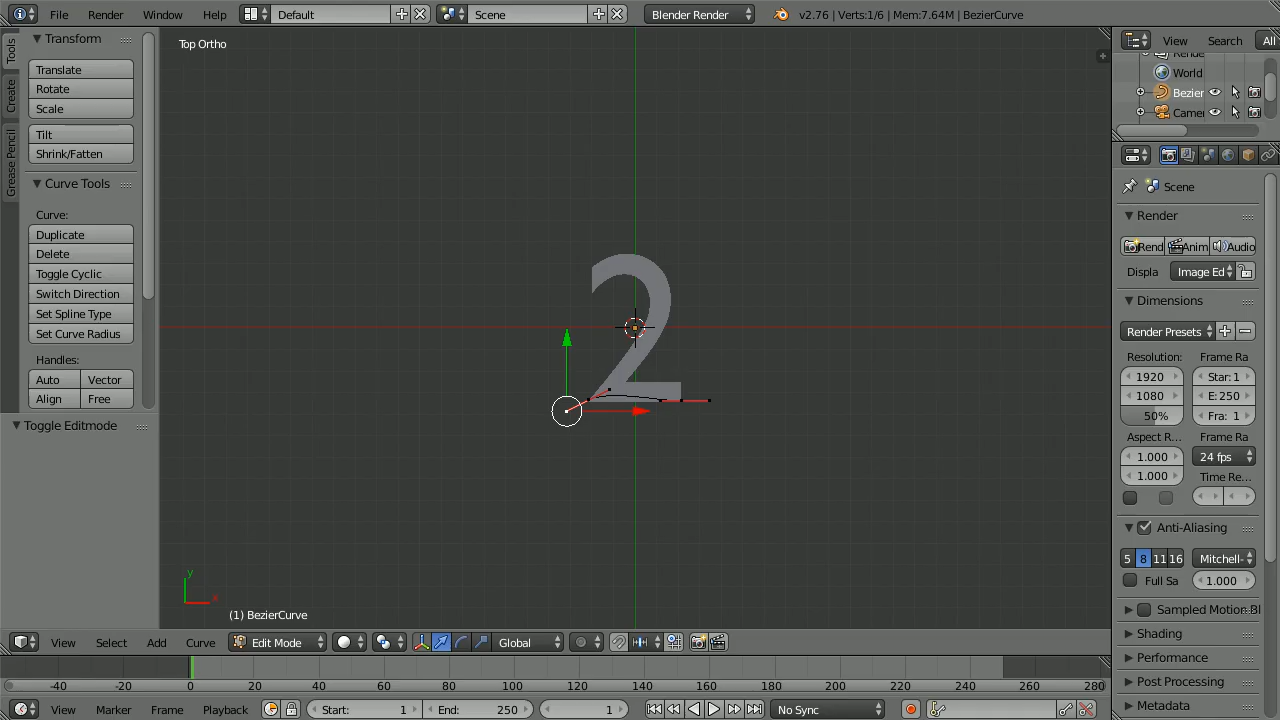 File Render Window Help Default Scene Blender Render v2.76 | Verts:1/6 | Mem:7.64M | BezierCurve
Tools
Create
Grease Pencil
Transform
Translate
Rotate
Scale
Tilt
Shrink/Fatten
Curve Tools
Curve:
Duplicate
Delete
Toggle Cyclic
Switch Direction
Set Spline Type
Set Curve Radius
Handles:
Auto Vector
Align Free
Toggle Editmode
Top Ortho
2
y
x
(1) BezierCurve
View Select Add Curve Edit Mode Global
View Search All
World
Bezier
Came
Scene
Render
Rend Anim Audio
Displa Image Ed
Dimensions
Render Presets
Resolution: Frame Ra
1920 Star: 1
1080 E: 250
50% Fra: 1
Aspect R... Frame Ra
1.000 24 fps
1.000 Time Re...
Anti-Aliasing
5 8 11 16 Mitchell-
Full Sa 1.000
Sampled Motion Bl
Shading
Performance
Post Processing
Metadata
-40 -20 0 20 40 60 80 100 120 140 160 180 200 220 240 260 280
View Marker Frame Playback Start: 1 End: 250 1 No Sync